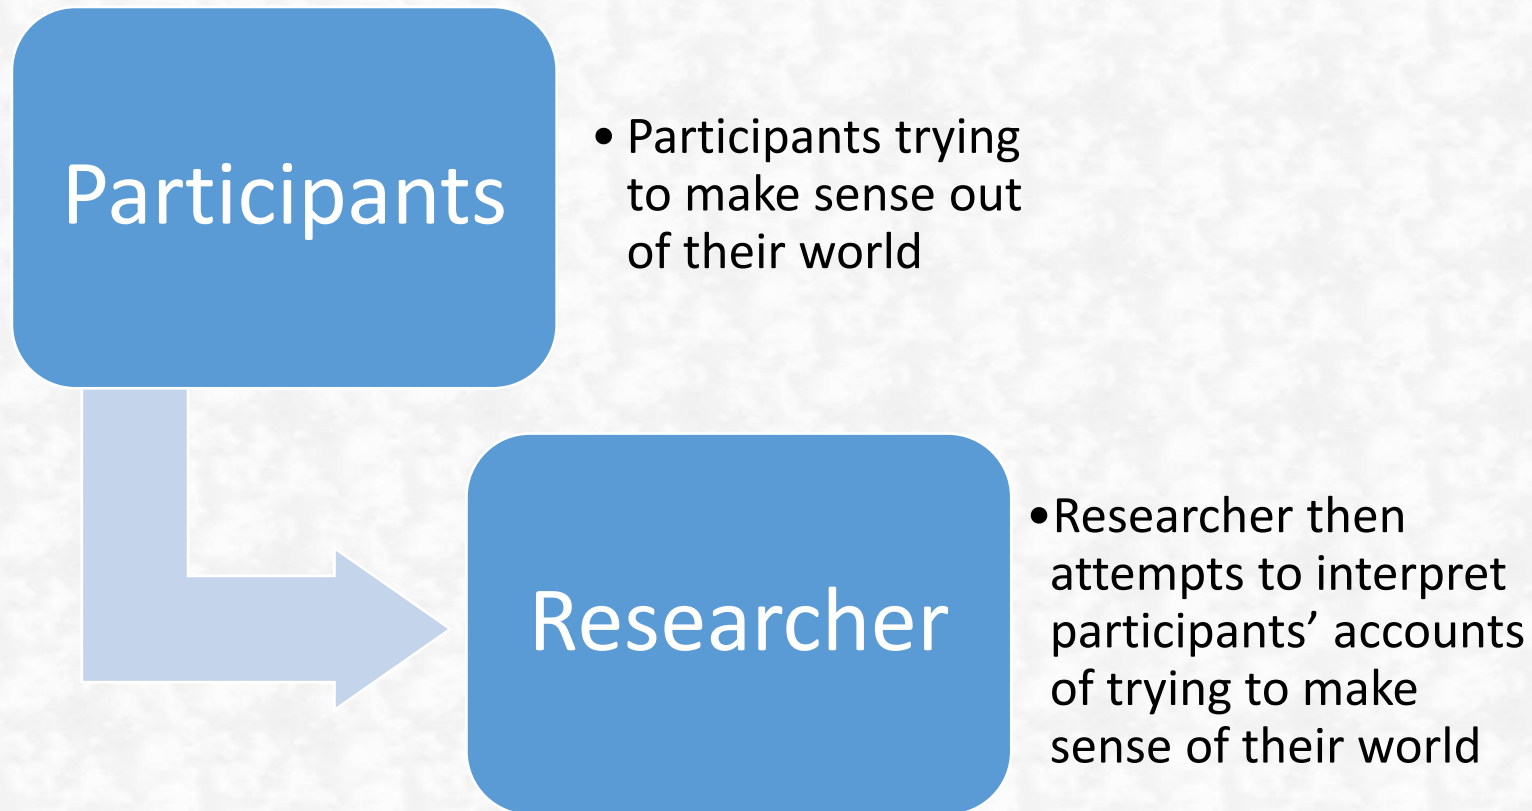 Participants
• Participants trying
to make sense out
of their world
Researcher
•Researcher then
attempts to interpret
participants’ accounts
of trying to make
sense of their world